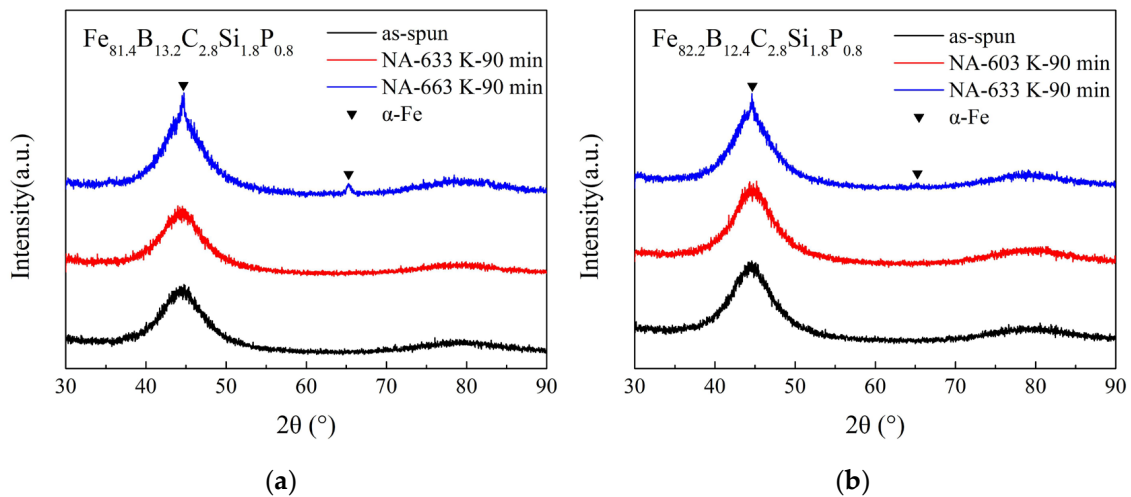 Fe81.4B13.2C2.8Si1.8P0.8
as-spun
NA-633 K-90 min
NA-663 K-90 min
▼ α-Fe
Intensity(a.u.)
30 40 50 60 70 80 90
2θ (°)
(a)
Fe82.2B12.4C2.8Si1.8P0.8
as-spun
NA-603 K-90 min
NA-633 K-90 min
▼ α-Fe
Intensity(a.u.)
30 40 50 60 70 80 90
2θ (°)
(b)